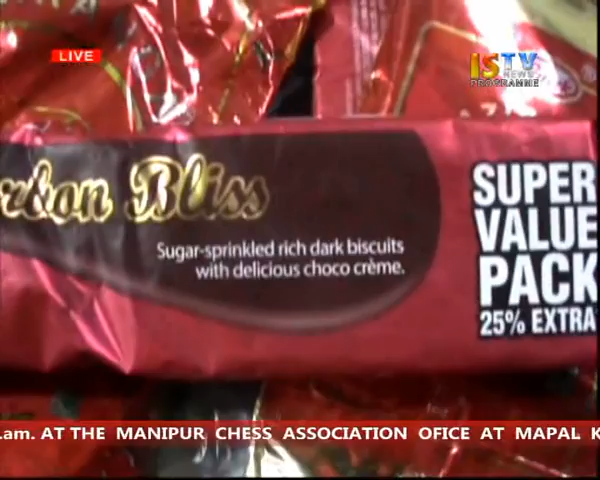 LIVE
ISTV
NEWS
PROGRAMME
Bliss
Sugar-sprinkled rich dark biscuits
with delicious choco crème.
SUPER
VALUE
PACK
25% EXTRA
.am. AT THE MANIPUR CHESS ASSOCIATION OFICE AT MAPAL K